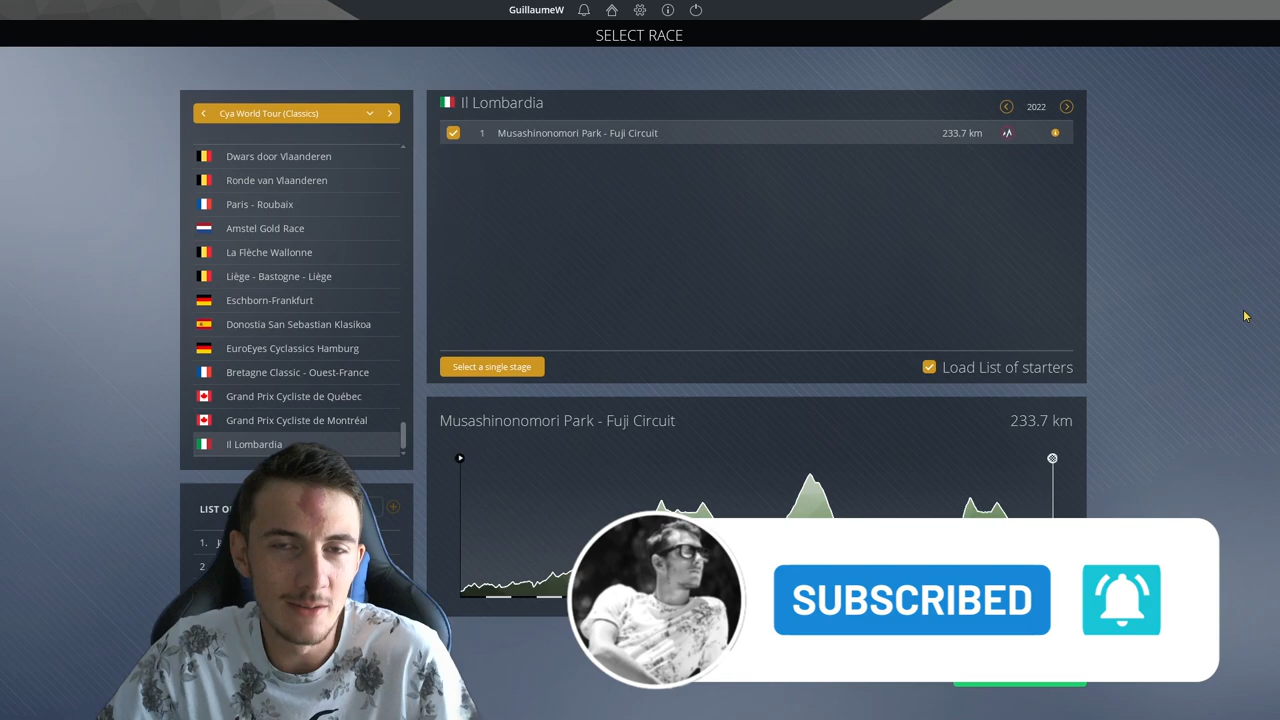 GuillaumeW
SELECT RACE
Cya World Tour (Classics)
Dwars door Vlaanderen
Ronde van Vlaanderen
Paris - Roubaix
Amstel Gold Race
La Flèche Wallonne
Liège - Bastogne - Liège
Eschborn-Frankfurt
Donostia San Sebastian Klasikoa
EuroEyes Cyclassics Hamburg
Bretagne Classic - Ouest-France
Grand Prix Cycliste de Québec
Grand Prix Cycliste de Montréal
Il Lombardia
Il Lombardia
2022
1 Musashinonomori Park - Fuji Circuit 233.7 km
Select a single stage
Load List of starters
Musashinonomori Park - Fuji Circuit
233.7 km
LIST
1.
2
SUBSCRIBED